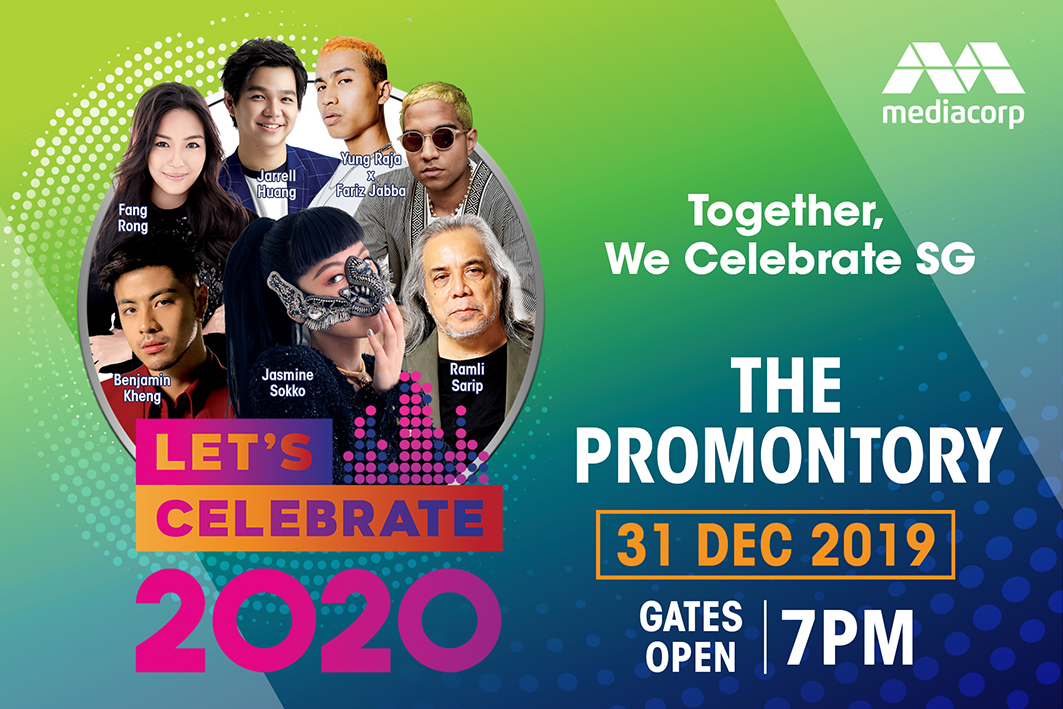 mediacorp
Fang
Rong
Jarrell
Huang
Yung Raja
x
Fariz Jabba
Benjamin
Kheng
Jasmine
Sokko
Ramli
Sarip
LET'S
CELEBRATE
2020
Together,
We Celebrate SG
THE
PROMONTORY
31 DEC 2019
GATES
OPEN
7PM